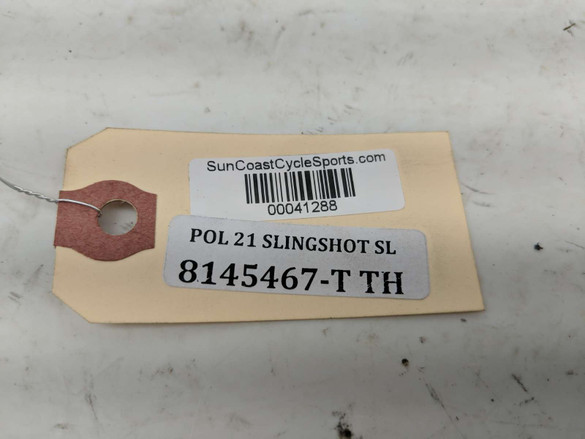 SunCoastCycleSports.com
00041288
POL 21 SLINGSHOT SL
8145467-T TH